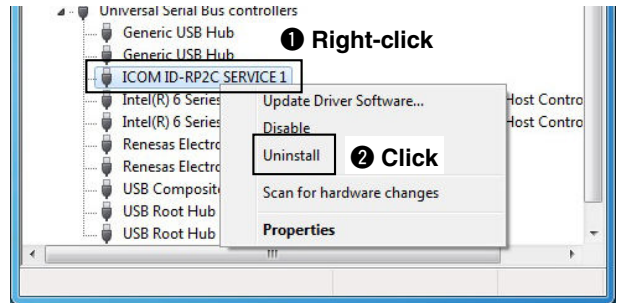 Universal Serial Bus controllers
Generic USB Hub
❶ Right-click
Generic USB Hub
ICOM ID-RP2C SERVICE 1
Intel(R) 6 Series
Update Driver Software...
Host Contro
Intel(R) 6 Series
Disable
Host Contro
Renesas Electro
Uninstall
❷ Click
Renesas Electro
USB Composit
Scan for hardware changes
USB Root Hub
USB Root Hub
Properties